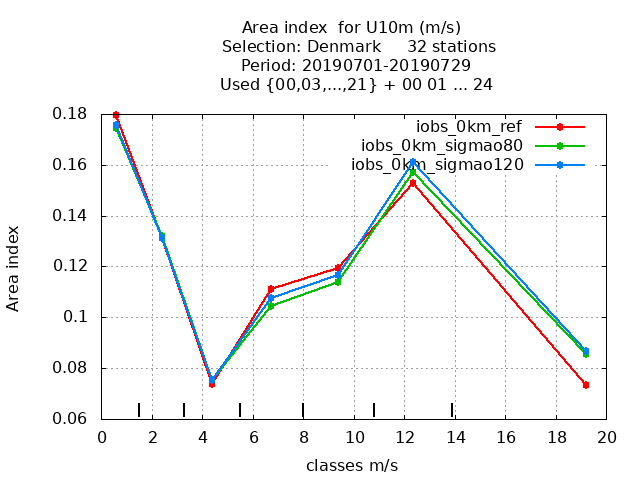 Area index  for U10m (m/s)
Selection: Denmark     32 stations
Period: 20190701-20190729
Used {00,03,...,21} + 00 01 ... 24
0.18
iobs_0km_ref
iobs_0km_sigmao80
0.16
iobs_0km_sigmao120
0.14
Area index
0.12
0.1
0.08
0.06
0 2 4 6 8 10 12 14 16 18 20
classes m/s